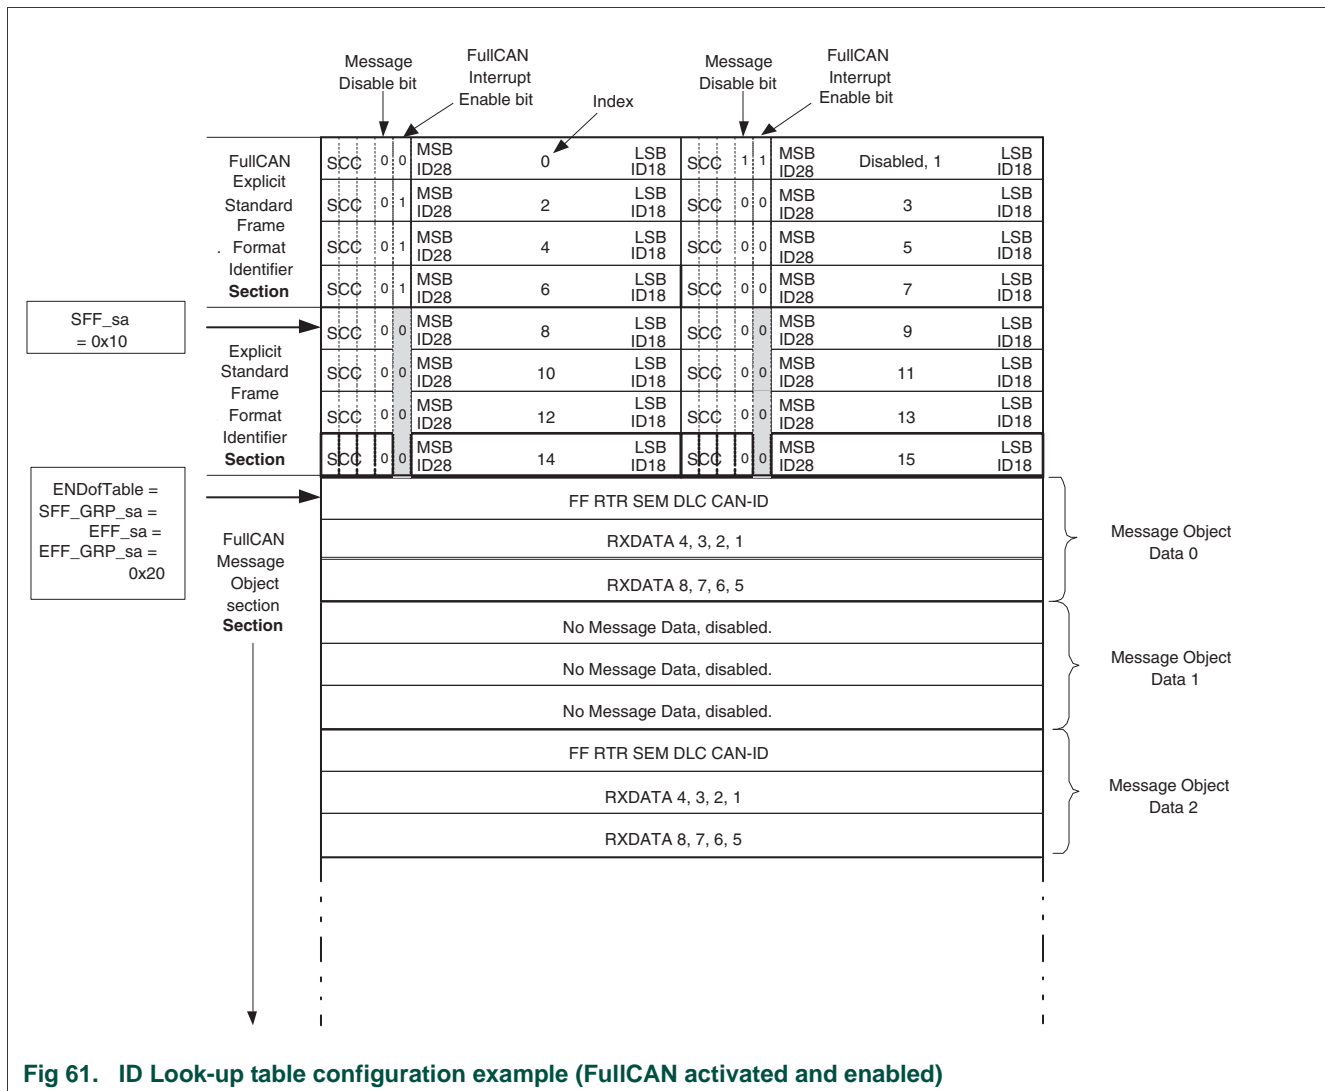 Message
Disable bit
FullCAN
Interrupt
Enable bit
Index
Message
Disable bit
FullCAN
Interrupt
Enable bit
FullCAN
Explicit
Standard
Frame
. Format
Identifier
Section
SCC 0 0 MSB ID28 0 LSB ID18 SCC 1 1 MSB ID28 Disabled, 1 LSB ID18
SCC 0 1 MSB ID28 2 LSB ID18 SCC 0 0 MSB ID28 3 LSB ID18
SCC 0 1 MSB ID28 4 LSB ID18 SCC 0 0 MSB ID28 5 LSB ID18
SCC 0 1 MSB ID28 6 LSB ID18 SCC 0 0 MSB ID28 7 LSB ID18
SFF_sa
= 0x10
Explicit
Standard
Frame
Format
Identifier
Section
SCC 0 0 MSB ID28 8 LSB ID18 SCC 0 0 MSB ID28 9 LSB ID18
SCC 0 0 MSB ID28 10 LSB ID18 SCC 0 0 MSB ID28 11 LSB ID18
SCC 0 0 MSB ID28 12 LSB ID18 SCC 0 0 MSB ID28 13 LSB ID18
SCC 0 0 MSB ID28 14 LSB ID18 SCC 0 0 MSB ID28 15 LSB ID18
ENDofTable =
SFF_GRP_sa =
EFF_sa =
EFF_GRP_sa =
0x20
FullCAN
Message
Object
section
Section
FF RTR SEM DLC CAN-ID
RXDATA 4, 3, 2, 1
RXDATA 8, 7, 6, 5
Message Object
Data 0
No Message Data, disabled.
No Message Data, disabled.
No Message Data, disabled.
Message Object
Data 1
FF RTR SEM DLC CAN-ID
RXDATA 4, 3, 2, 1
RXDATA 8, 7, 6, 5
Message Object
Data 2
Fig 61. ID Look-up table configuration example (FullCAN activated and enabled)